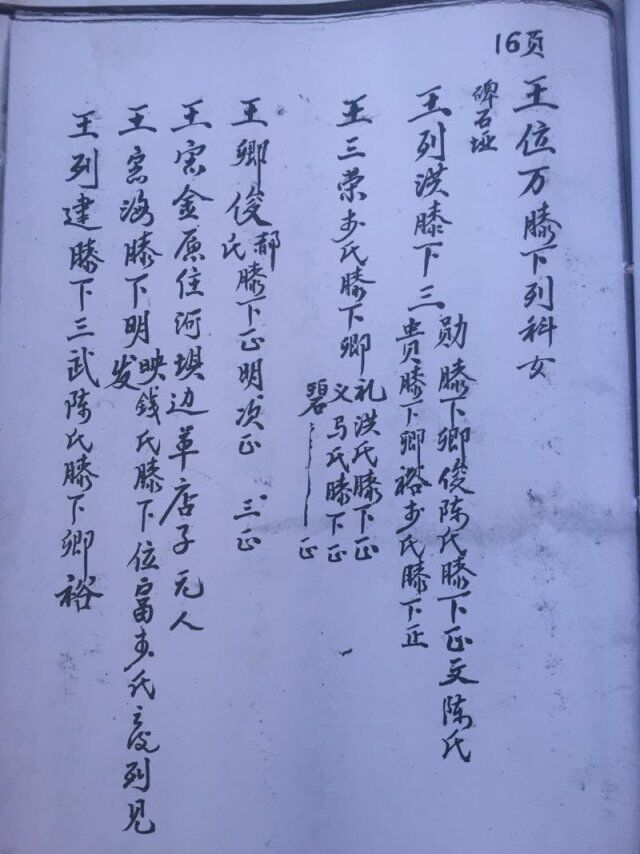 16页
王位万膝下列科女
碑石垭
王列洪膝下三
勋膝下卿俊陈氏膝下正文陈氏
贵膝下卿裕李氏膝下正
王三荣李氏膝下卿
礼洪氏膝下正
义马氏膝下正
碧 正
王卿俊郝氏膝下正明次正 三正
王宗金原住河坝边草店子无人
王宗海膝下明
映钱氏膝下位富李氏 列见
发
王列建膝下三武陈氏膝下卿裕